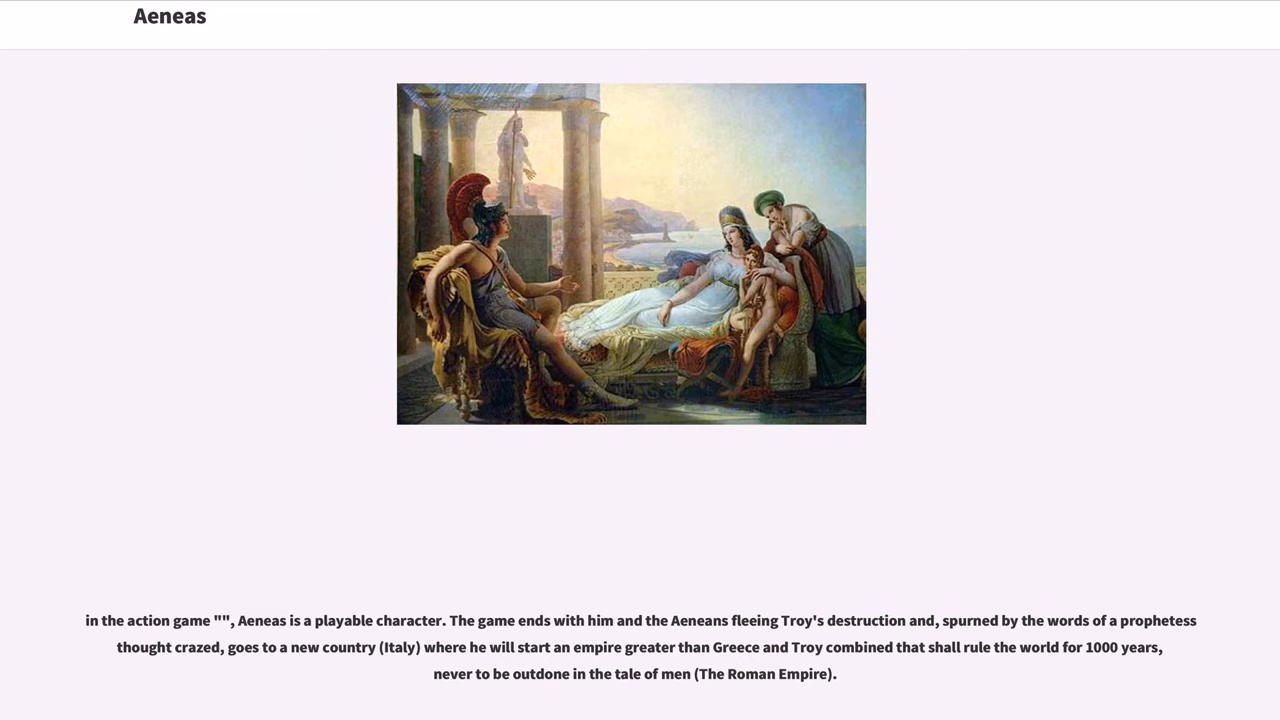 Aeneas
in the action game "", Aeneas is a playable character. The game ends with him and the Aeneans fleeing Troy's destruction and, spurned by the words of a prophetess
thought crazed, goes to a new country (Italy) where he will start an empire greater than Greece and Troy combined that shall rule the world for 1000 years,
never to be outdone in the tale of men (The Roman Empire).